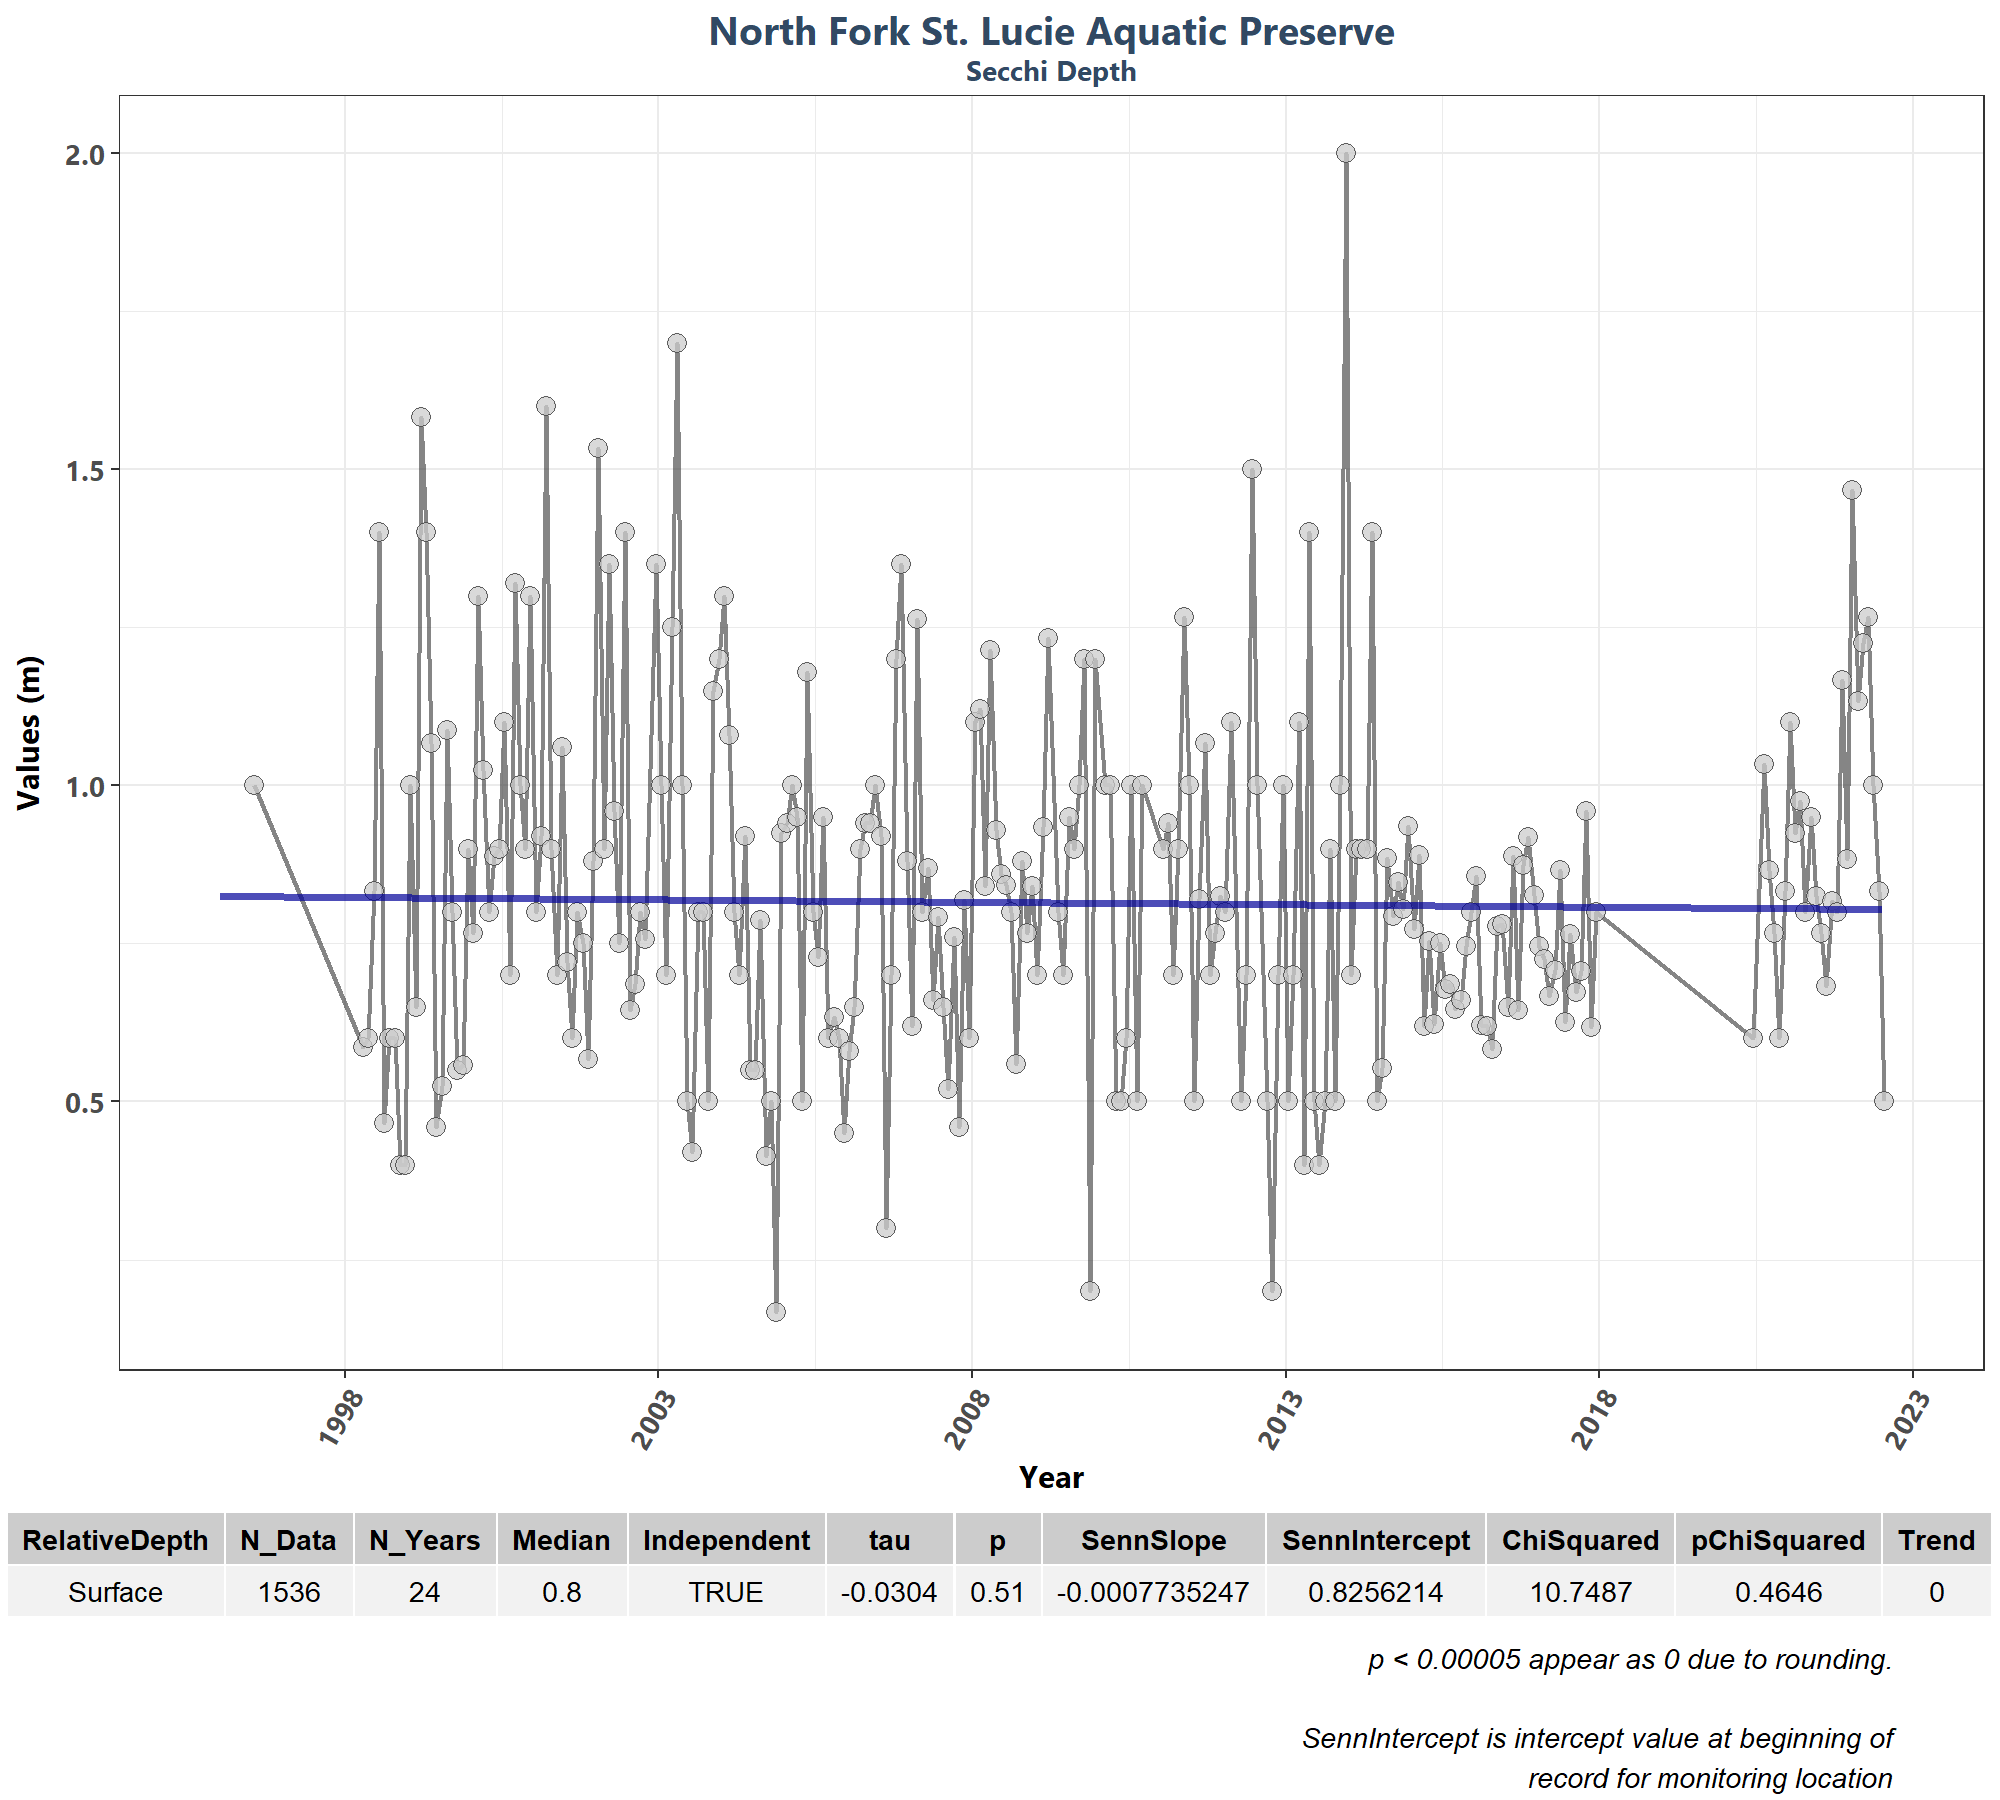 North Fork St. Lucie Aquatic Preserve
Secchi Depth
Values (m)
2.0
1.5
1.0
0.5
1998
2003
2008
2013
2018
2023
Year
RelativeDepth N_Data N_Years Median Independent tau p SennSlope SennIntercept ChiSquared pChiSquared Trend
Surface 1536 24 0.8 TRUE -0.0304 0.51 -0.0007735247 0.8256214 10.7487 0.4646 0
p < 0.00005 appear as 0 due to rounding.
SennIntercept is intercept value at beginning of
record for monitoring location